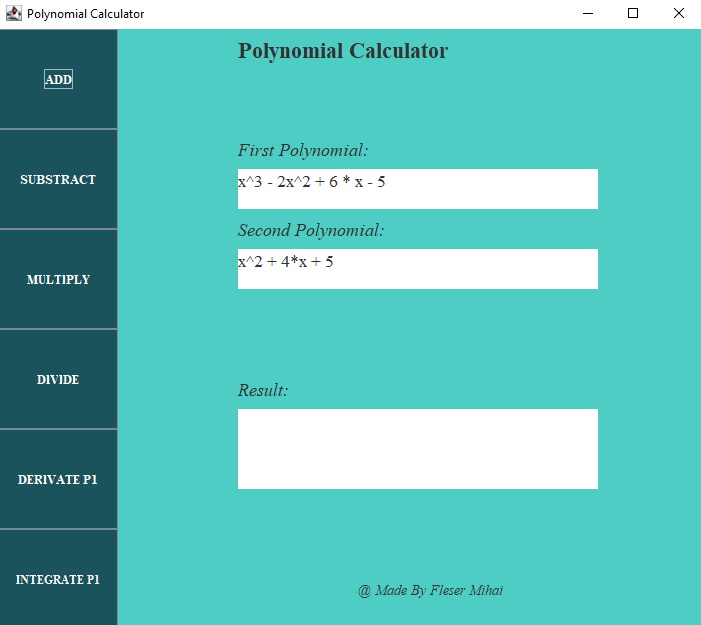 Polynomial Calculator
ADD
SUBSTRACT
MULTIPLY
DIVIDE
DERIVATE P1
INTEGRATE P1
Polynomial Calculator
First Polynomial:
x^3 - 2x^2 + 6 * x - 5
Second Polynomial:
x^2 + 4*x + 5
Result:
@ Made By Fleser Mihai